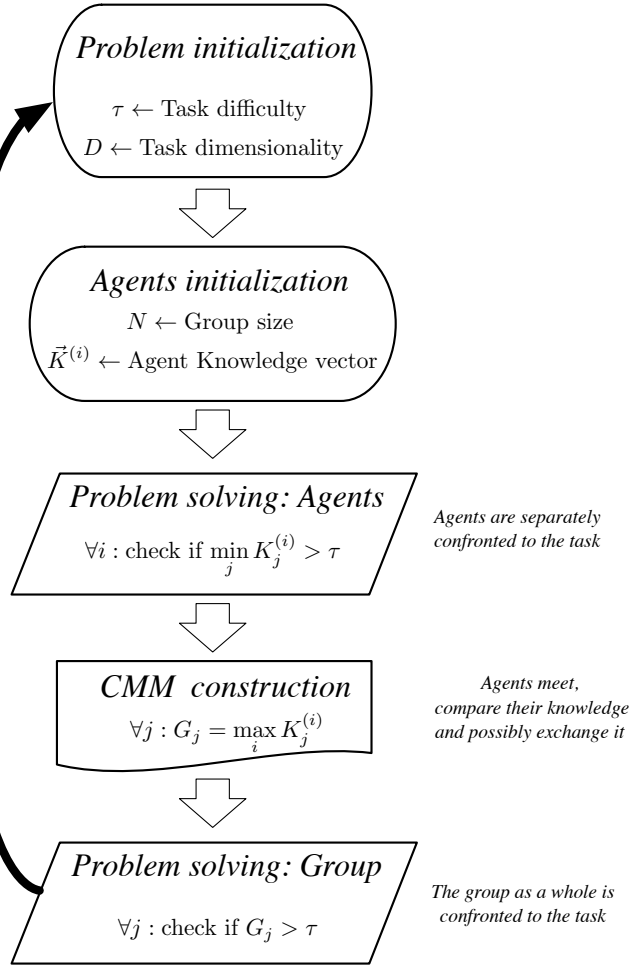 Problem initialization
τ ← Task difficulty
D ← Task dimensionality
Agents initialization
N ← Group size
K⃗^(i) ← Agent Knowledge vector
Problem solving: Agents
∀i : check if min_j K_j^(i) > τ
Agents are separately
confronted to the task
CMM construction
∀j : G_j = max_i K_j^(i)
Agents meet,
compare their knowledge
and possibly exchange it
Problem solving: Group
∀j : check if G_j > τ
The group as a whole is
confronted to the task